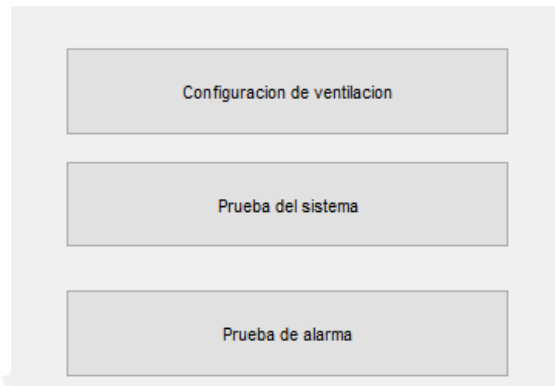 Configuracion de ventilacion
Prueba del sistema
Prueba de alarma